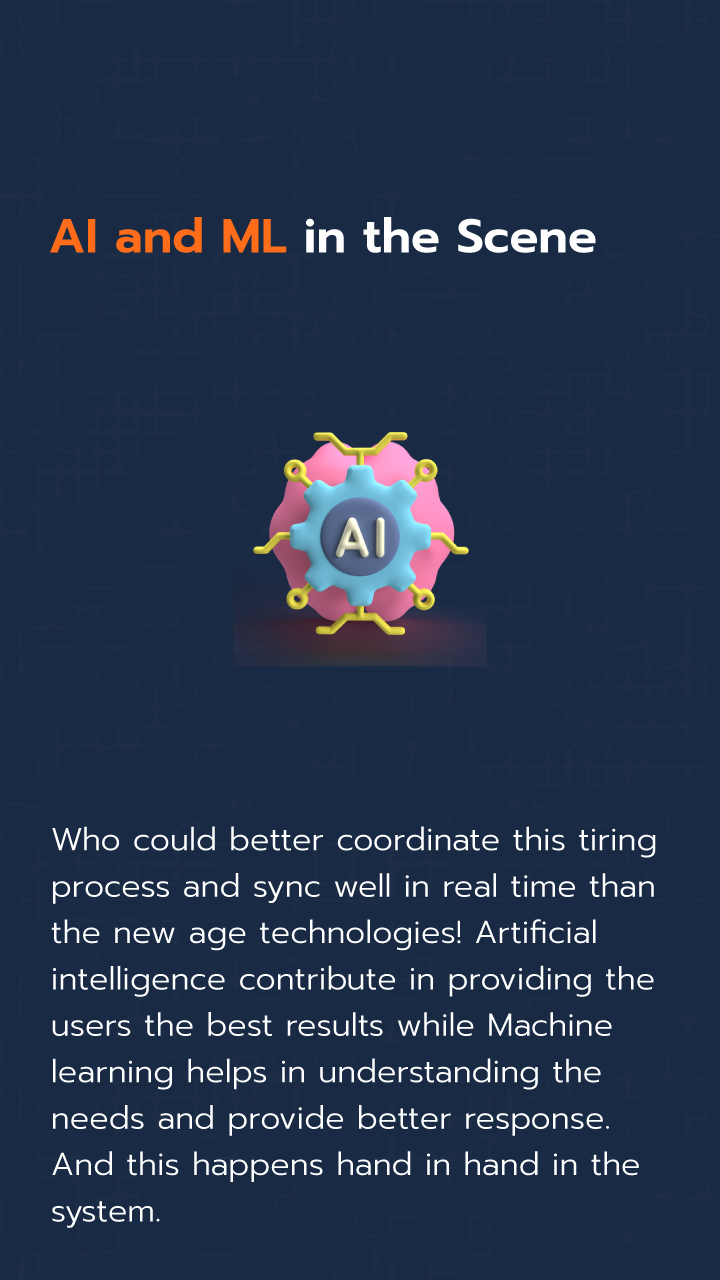 AI and ML in the Scene
AI
Who could better coordinate this tiring
process and sync well in real time than
the new age technologies! Artificial
intelligence contribute in providing the
users the best results while Machine
learning helps in understanding the
needs and provide better response.
And this happens hand in hand in the
system.